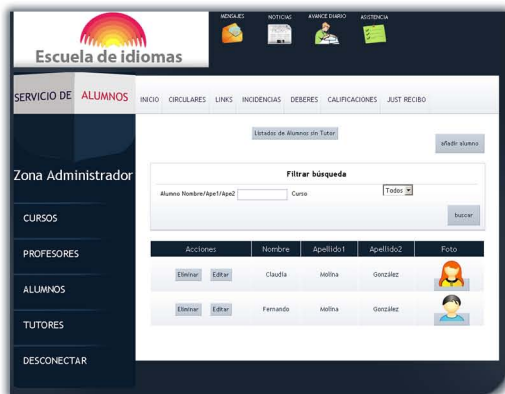 MENSAJES NOTICIAS AVANCE DIARIO ASISTENCIA
Escuela de idiomas
SERVICIO DE ALUMNOS
INICIO CIRCULARES LINKS INCIDENCIAS DEBERES CALIFICACIONES JUST RECIBO
Listados de Alumnos sin Tutor
añadir alumno
Zona Administrador
CURSOS
PROFESORES
ALUMNOS
TUTORES
DESCONECTAR
Filtrar búsqueda
Alumno Nombre/Ape1/Ape2 Curso Todos
buscar
Acciones Nombre Apellido1 Apellido2 Foto
Eliminar Editar Claudia Molina González
Eliminar Editar Fernando Molina González